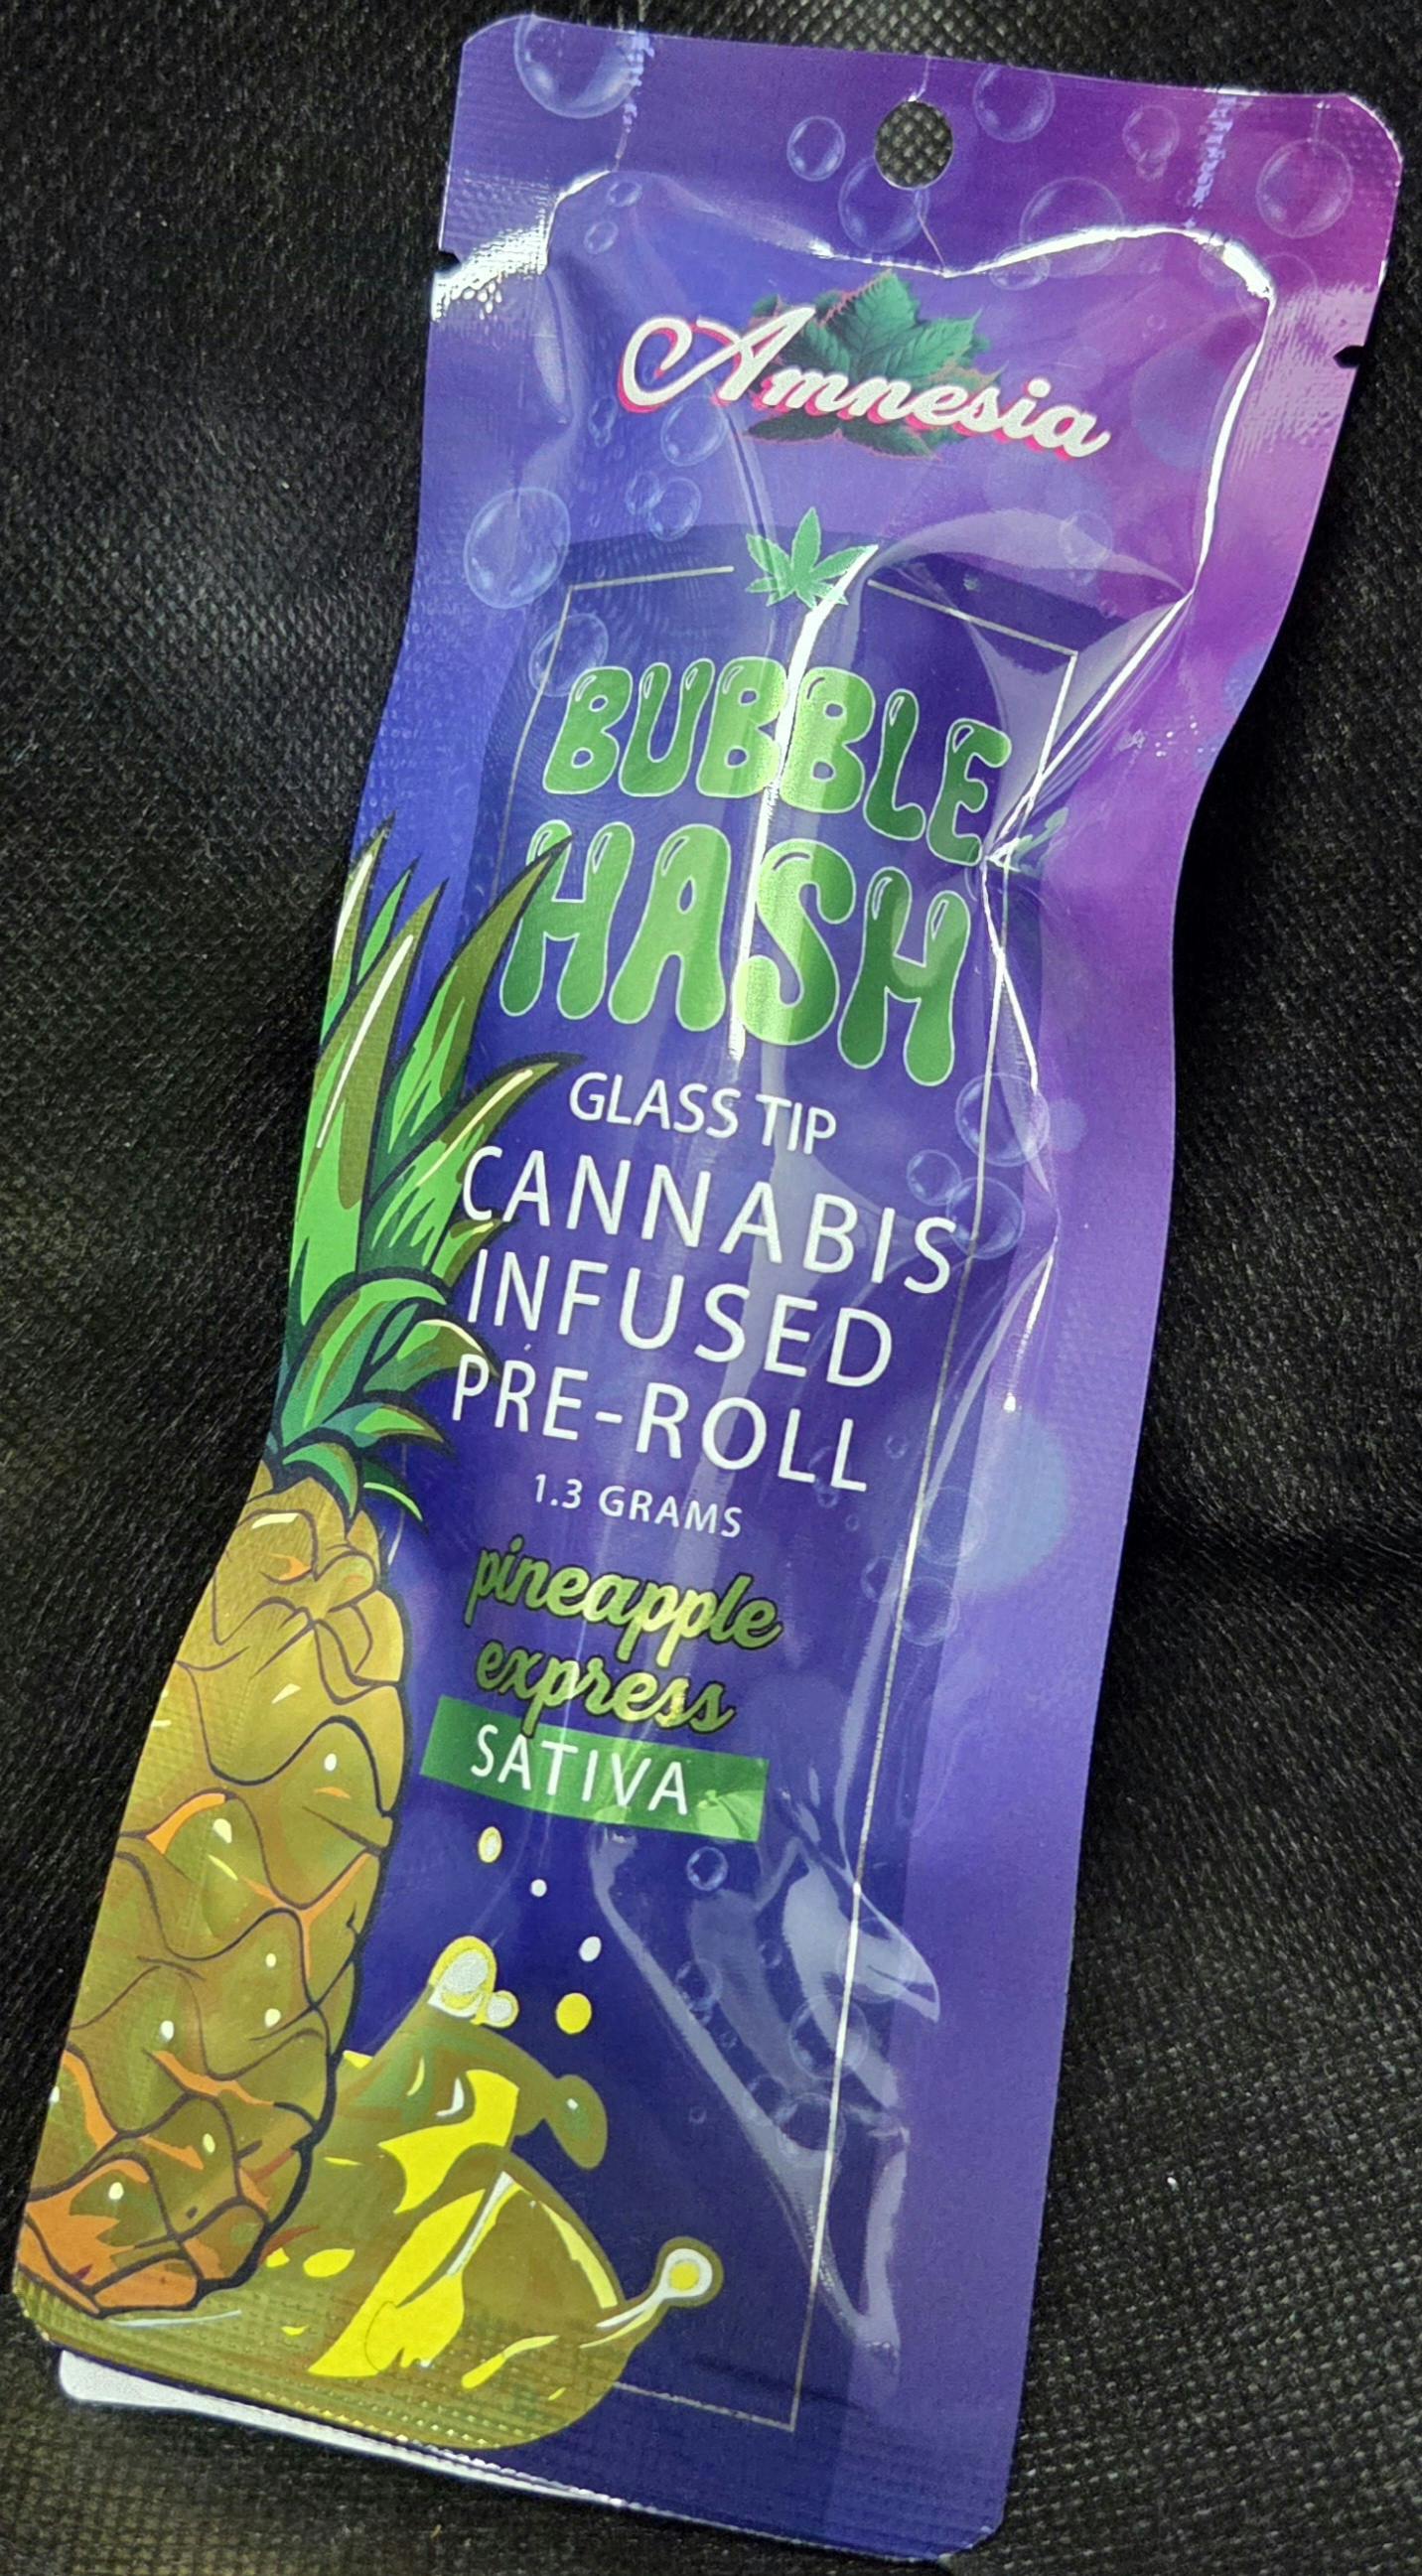 Amnesia
BUBBLE
HASH
GLASS TIP
CANNABIS
INFUSED
PRE-ROLL
1.3 GRAMS
pineapple
express
SATIVA